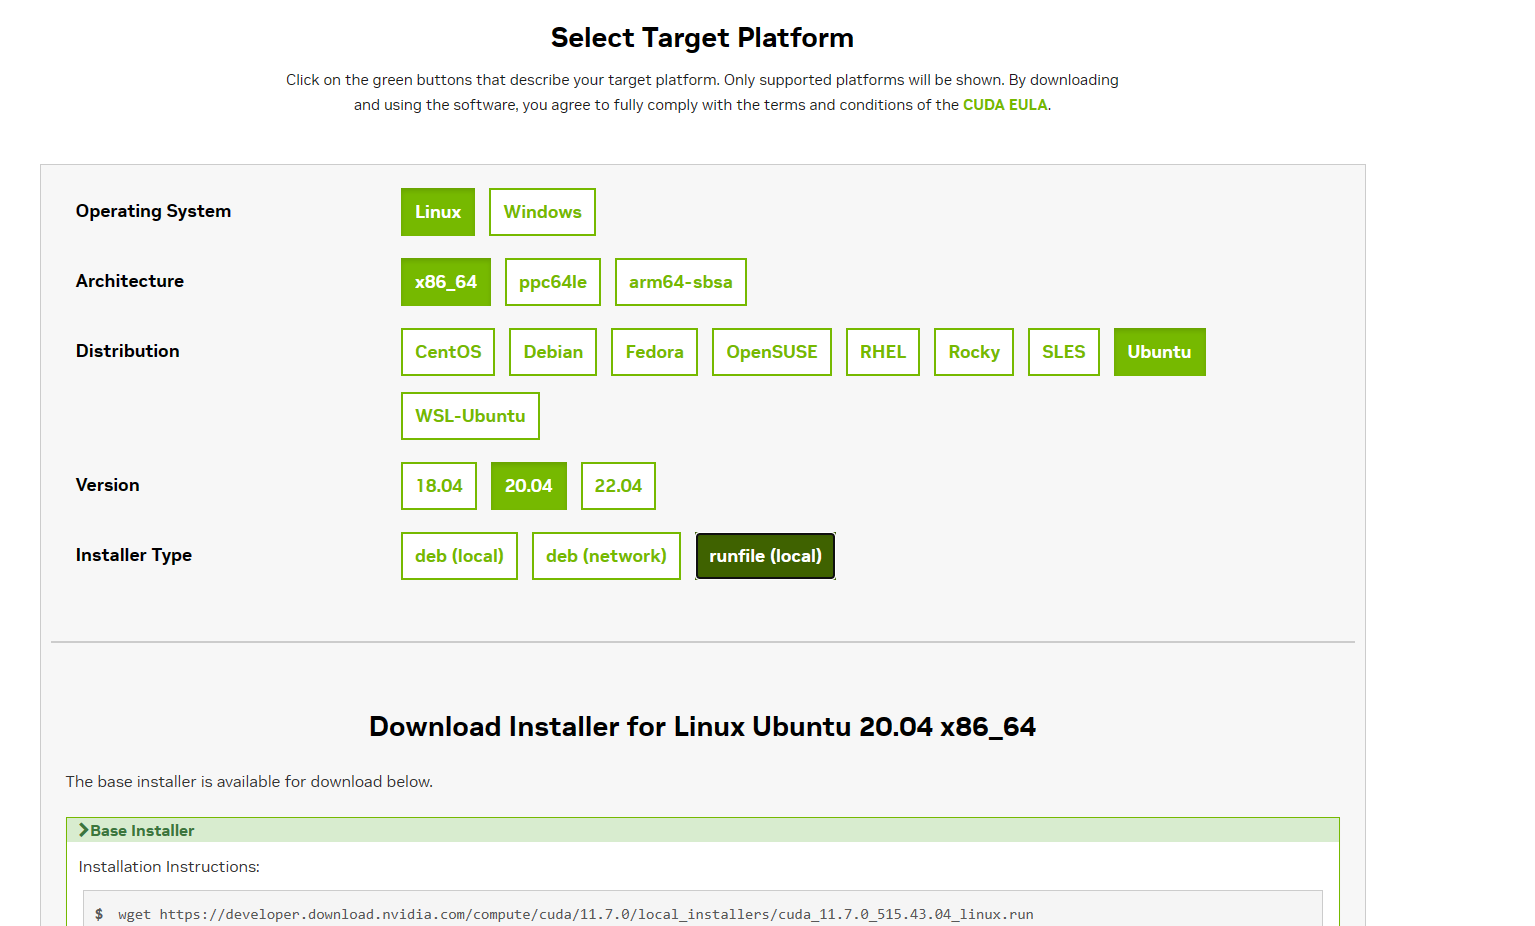 Select Target Platform
Click on the green buttons that describe your target platform. Only supported platforms will be shown. By downloading
and using the software, you agree to fully comply with the terms and conditions of the CUDA EULA.
Operating System
Linux
Windows
Architecture
x86_64
ppc64le
arm64-sbsa
Distribution
CentOS
Debian
Fedora
OpenSUSE
RHEL
Rocky
SLES
Ubuntu
WSL-Ubuntu
Version
18.04
20.04
22.04
Installer Type
deb (local)
deb (network)
runfile (local)
Download Installer for Linux Ubuntu 20.04 x86_64
The base installer is available for download below.
Base Installer
Installation Instructions:
$ wget https://developer.download.nvidia.com/compute/cuda/11.7.0/local_installers/cuda_11.7.0_515.43.04_linux.run